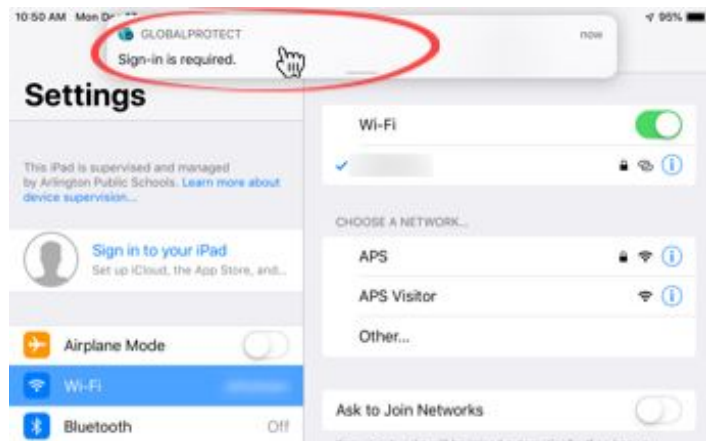 10:50 AM Mon
GLOBALPROTECT
now
95%
Sign-in is required.
Settings
Wi-Fi
This iPad is supervised and managed
by Arlington Public Schools. Learn more about
device supervision...
CHOOSE A NETWORK...
Sign in to your iPad
Set up iCloud, the App Store, and...
APS
APS Visitor
Other...
Airplane Mode
Wi-Fi
Ask to Join Networks
Bluetooth
Off